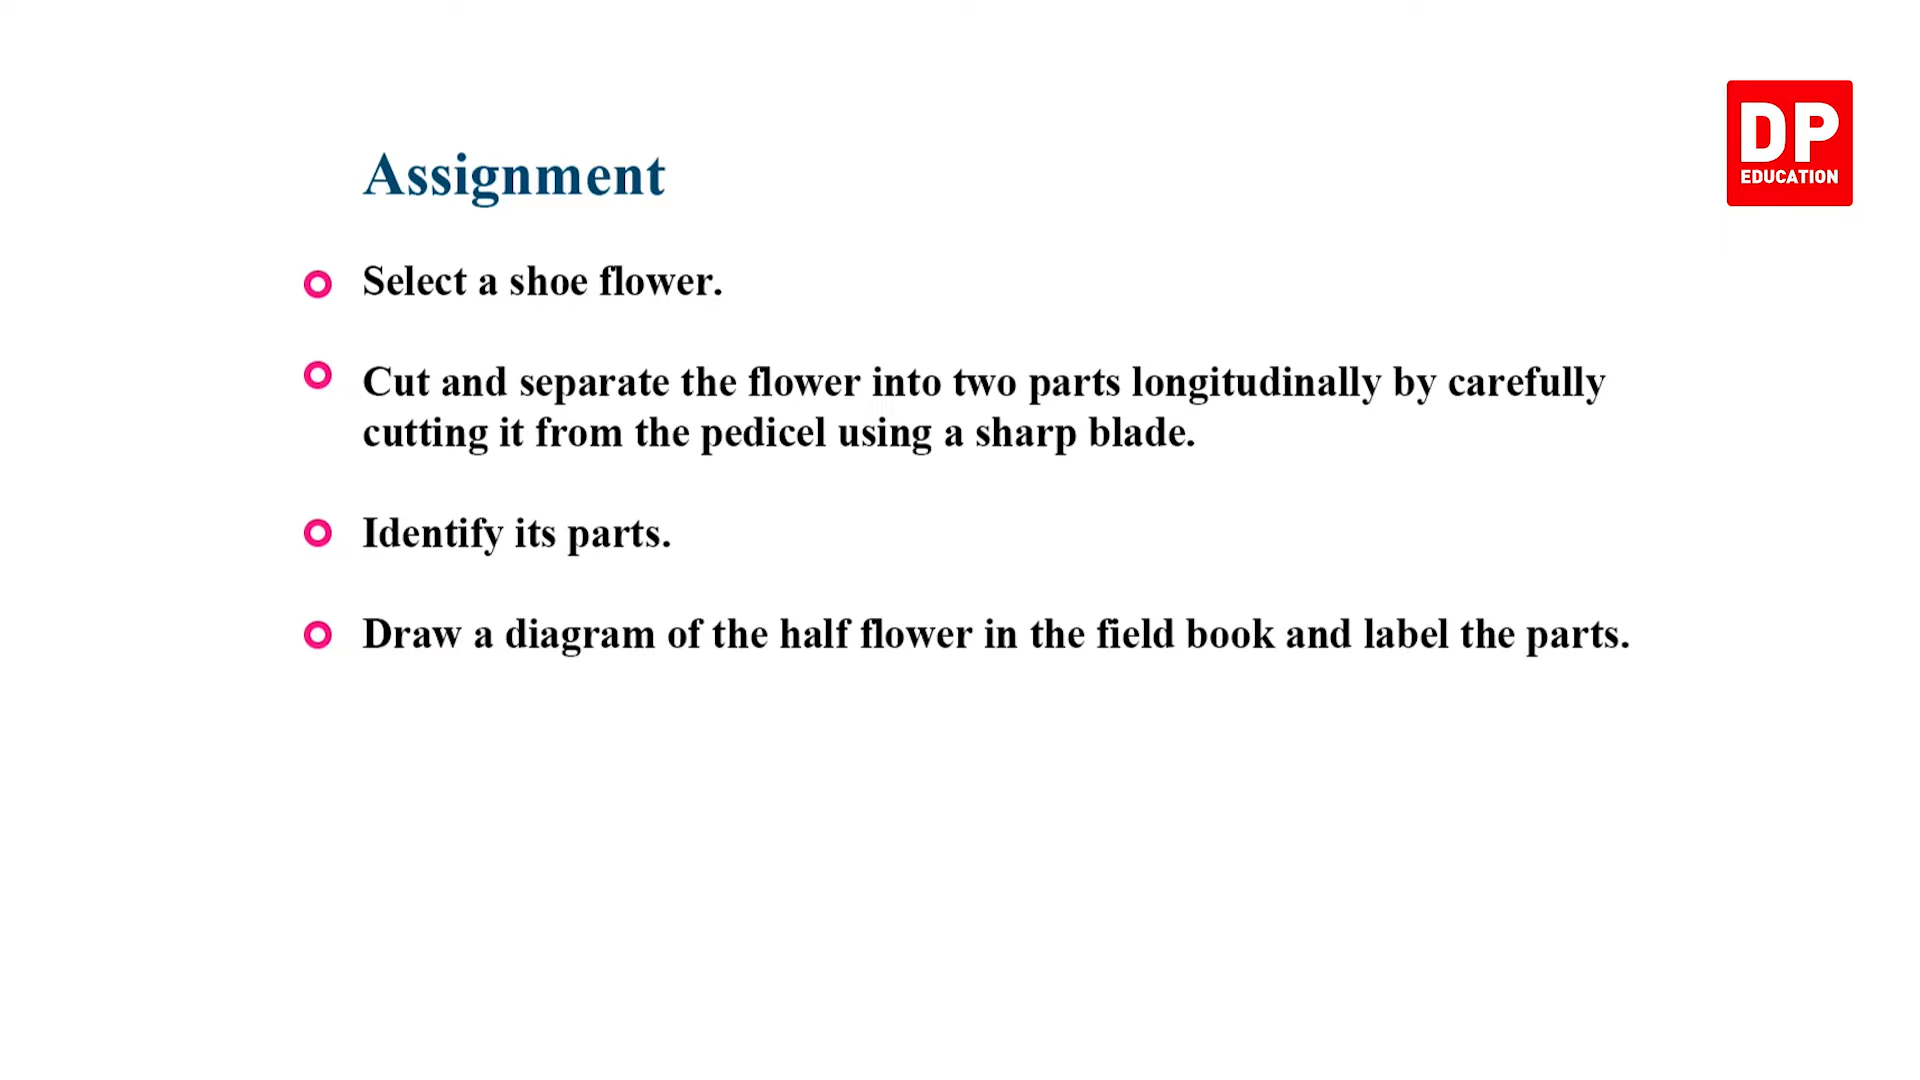 DP
EDUCATION
Assignment
Select a shoe flower.
Cut and separate the flower into two parts longitudinally by carefully
cutting it from the pedicel using a sharp blade.
Identify its parts.
Draw a diagram of the half flower in the field book and label the parts.